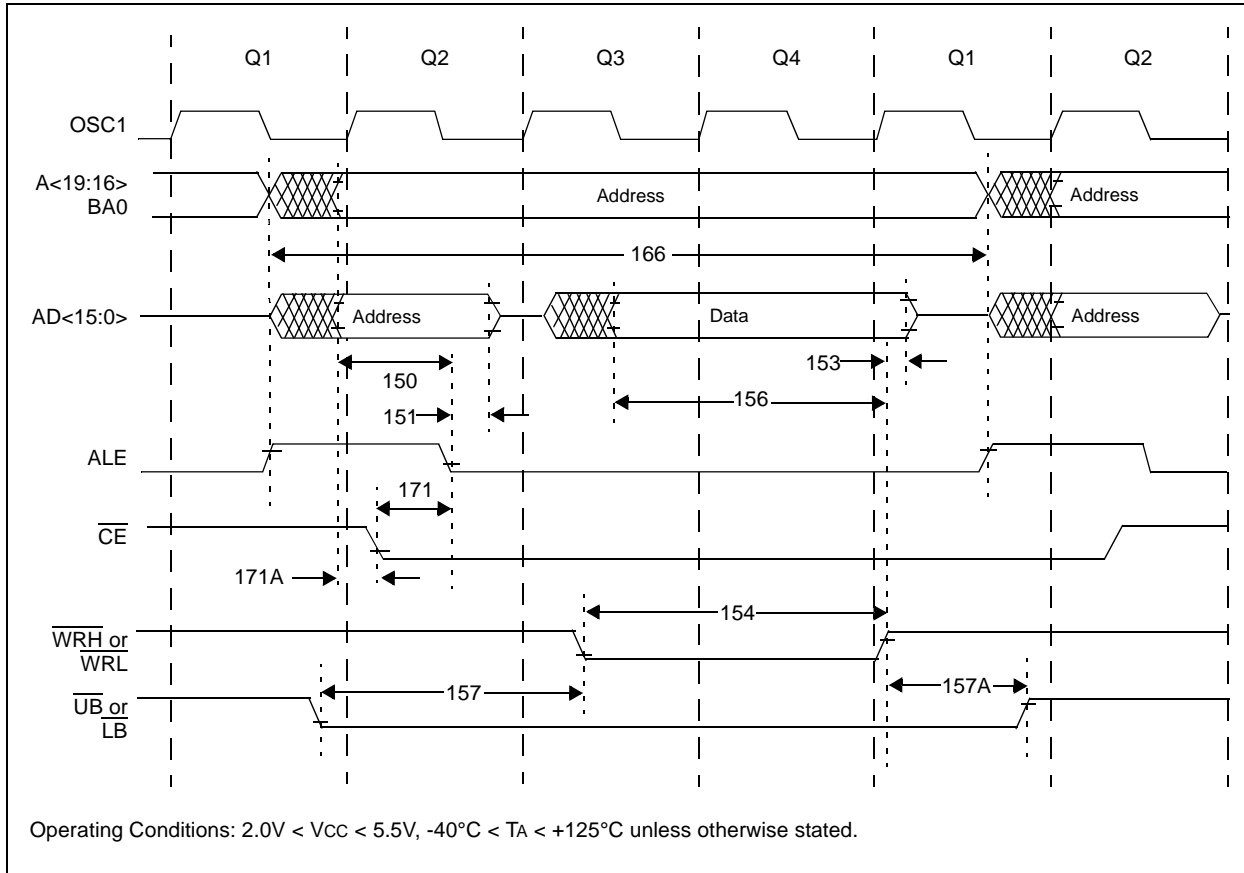 Q1 Q2 Q3 Q4 Q1 Q2
OSC1
A<19:16>
BA0
Address
Address
166
AD<15:0>
Address
Data
Address
153
150
156
151
ALE
171
CE
171A
154
WRH or
WRL
157
157A
UB or
LB
Operating Conditions: 2.0V < VCC < 5.5V, -40°C < TA < +125°C unless otherwise stated.